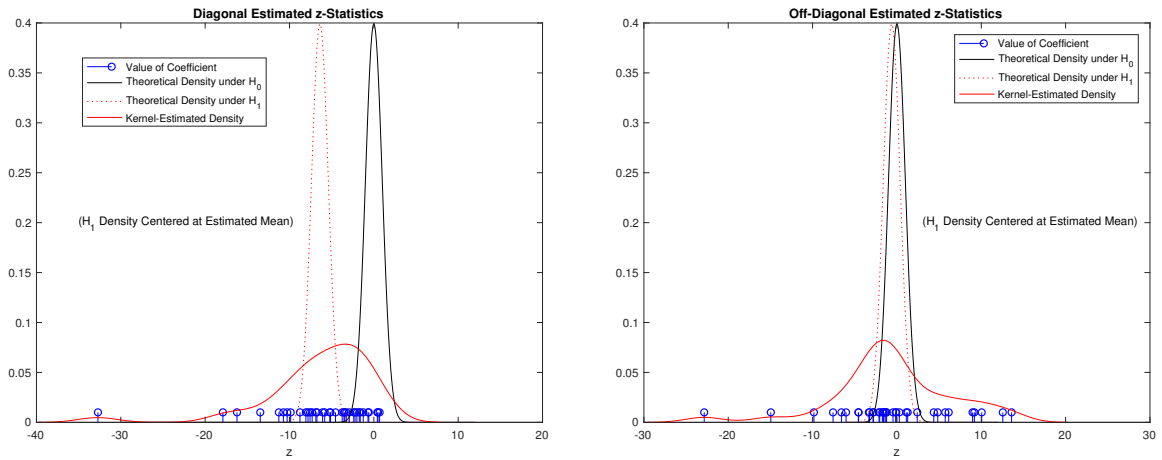 Diagonal Estimated z-Statistics
0.4
0.35
0.3
0.25
0.2
0.15
0.1
0.05
0
-40
-30
-20
-10
0
10
20
z
Value of Coefficient
Theoretical Density under H0
Theoretical Density under H1
Kernel-Estimated Density
(H1 Density Centered at Estimated Mean)
Off-Diagonal Estimated z-Statistics
0.4
0.35
0.3
0.25
0.2
0.15
0.1
0.05
0
-30
-20
-10
0
10
20
30
z
Value of Coefficient
Theoretical Density under H0
Theoretical Density under H1
Kernel-Estimated Density
(H1 Density Centered at Estimated Mean)